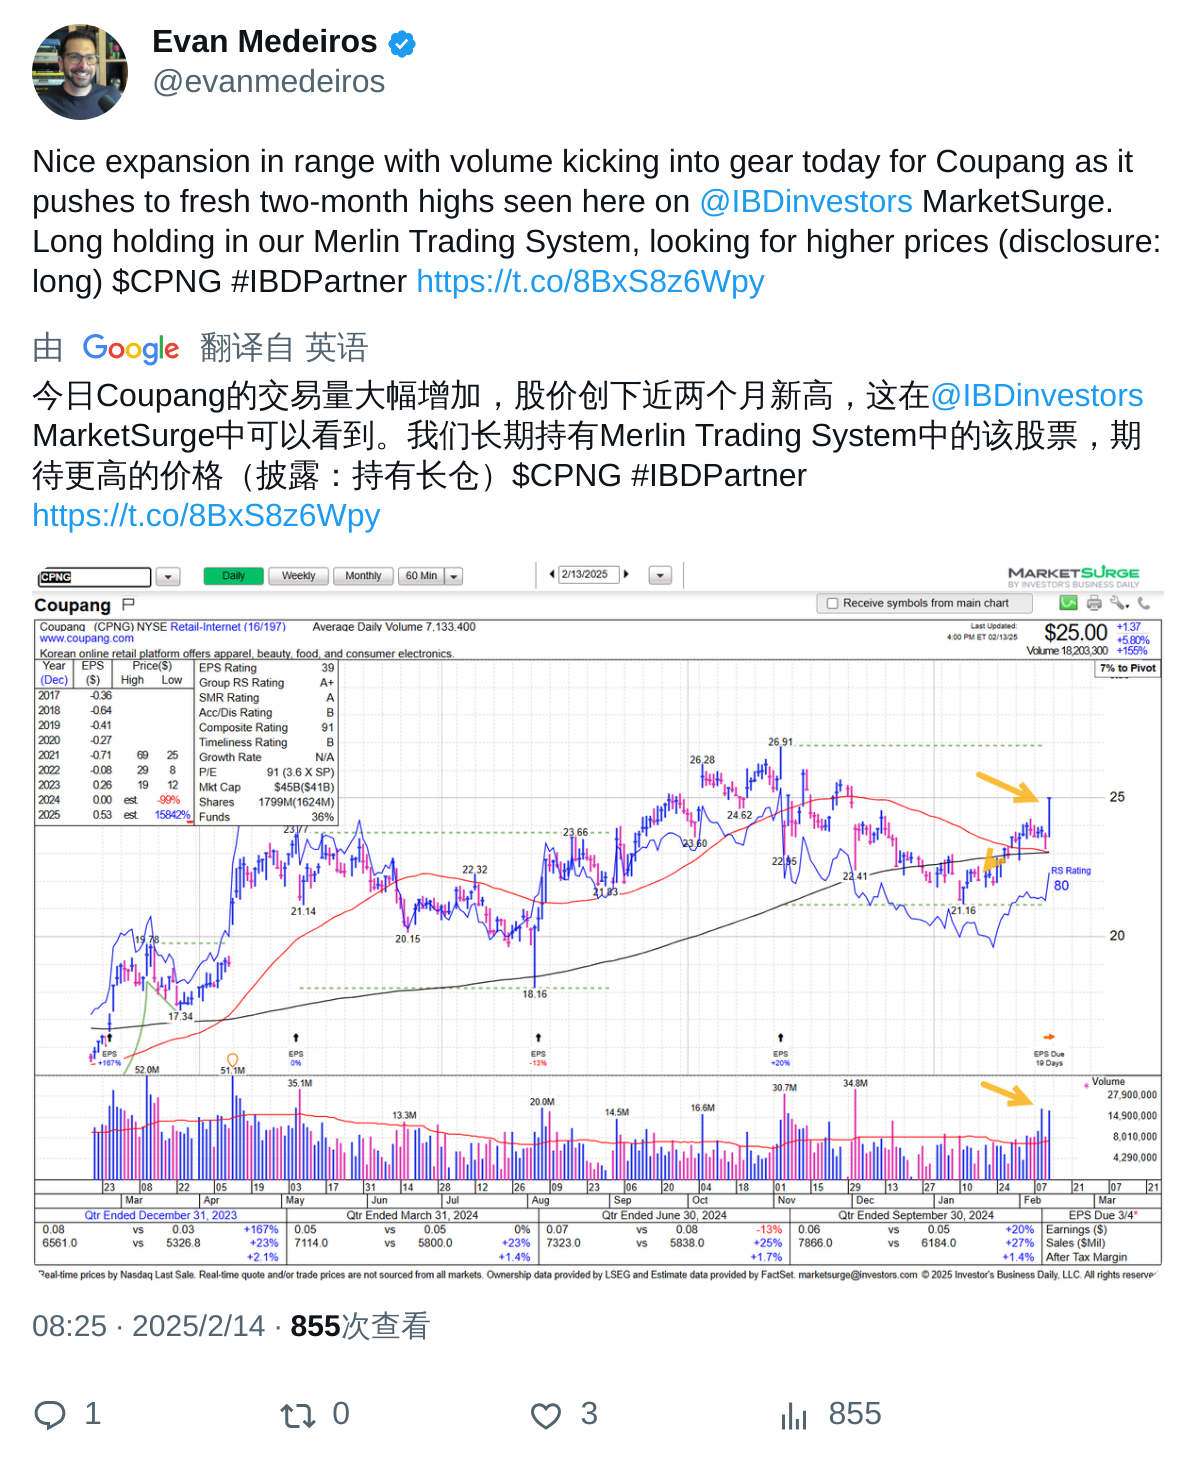 Evan Medeiros
@evanmedeiros
Nice expansion in range with volume kicking into gear today for Coupang as it
pushes to fresh two-month highs seen here on @IBDinvestors MarketSurge.
Long holding in our Merlin Trading System, looking for higher prices (disclosure:
long) $CPNG #IBDPartner https://t.co/8BxS8z6Wpy
由 Google 翻译自 英语
今日Coupang的交易量大幅增加，股价创下近两个月新高，这在@IBDinvestors
MarketSurge中可以看到。我们长期持有Merlin Trading System中的该股票，期
待更高的价格（披露：持有长仓）$CPNG #IBDPartner
https://t.co/8BxS8z6Wpy
CPNG Daily Weekly Monthly 60 Min 2/13/2025 MARKETSURGE
BY INVESTOR'S BUSINESS DAILY
Coupang Receive symbols from main chart
Coupang (CPNG) NYSE Retail-Internet (16/197) Average Daily Volume 7,133,400
www.coupang.com
Korean online retail platform offers apparel, beauty, food, and consumer electronics.
Last Updated:
4:00 PM ET 02/13/25
$25.00 +1.37
+5.80%
Volume 18,203,300 +155%
7% to Pivot
Year EPS Price($)
(Dec) ($) High Low
2017 -0.36
2018 -0.64
2019 -0.41
2020 -0.27
2021 -0.71 69 25
2022 -0.08 29 8
2023 0.26 19 12
2024 0.00 est. -99%
2025 0.53 est. 15842%
EPS Rating 39
Group RS Rating A+
SMR Rating A
Acc/Dis Rating B
Composite Rating 91
Timeliness Rating B
Growth Rate N/A
P/E 91 (3.6 X SP)
Mkt Cap $45B($41B)
Shares 1799M(1624M)
Funds 36%
26.91
26.28
25
24.62
23.77
23.66
23.60
22.95
22.41
22.32
21.83
21.14
21.16
RS Rating
80
20.15
20
19.78
18.16
17.34
EPS
+167%
EPS
0%
EPS
-13%
EPS
+20%
EPS Due
19 Days
52.0M
51.1M
35.1M
13.3M
20.0M
14.5M
16.6M
30.7M
34.8M
Volume
27,900,000
14,900,000
8,010,000
4,290,000
23 08 22 05 19 03 17 31 14 28 12 26 09 23 06 20 04 18 01 15 29 13 27 10 24 07 21 07 21
Mar Apr May Jun Jul Aug Sep Oct Nov Dec Jan Feb Mar
Qtr Ended December 31, 2023 Qtr Ended March 31, 2024 Qtr Ended June 30, 2024 Qtr Ended September 30, 2024 EPS Due 3/4*
0.08 vs 0.03 +167% 0.05 vs 0.05 0% 0.07 vs 0.08 -13% 0.06 vs 0.05 +20% Earnings ($)
6561.0 vs 5326.8 +23% 7114.0 vs 5800.0 +23% 7323.0 vs 5838.0 +25% 7866.0 vs 6184.0 +27% Sales ($Mil)
+2.1% +1.4% +1.7% +1.4% After Tax Margin
Real-time prices by Nasdaq Last Sale. Real-time quote and/or trade prices are not sourced from all markets. Ownership data provided by LSEG and Estimate data provided by FactSet. marketsurge@investors.com © 2025 Investor's Business Daily, LLC. All rights reserve
08:25 · 2025/2/14 · 855次查看
1 0 3 855